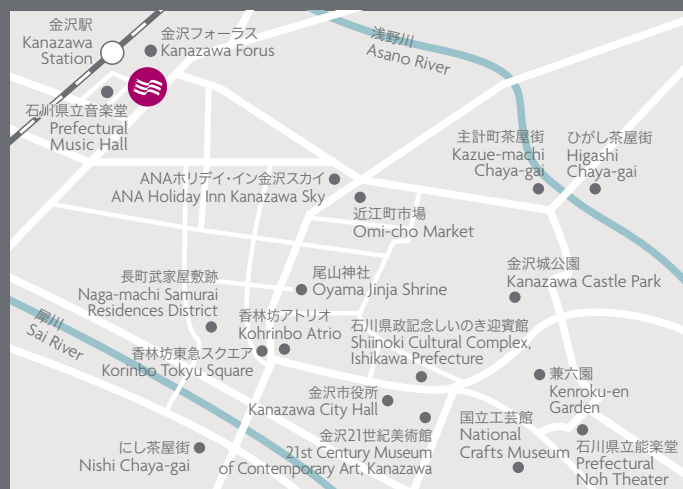 金沢駅
Kanazawa
Station
金沢フォーラス
Kanazawa Forus
浅野川
Asano River
石川県立音楽堂
Prefectural
Music Hall
主計町茶屋街
Kazue-machi
Chaya-gai
ひがし茶屋街
Higashi
Chaya-gai
ANAホリデイ・イン金沢スカイ
ANA Holiday Inn Kanazawa Sky
近江町市場
Omi-cho Market
長町武家屋敷跡
Naga-machi Samurai
Residences District
尾山神社
Oyama Jinja Shrine
金沢城公園
Kanazawa Castle Park
犀川
Sai River
香林坊アトリオ
Kohrinbo Atrio
石川県政記念しいのき迎賓館
Shiinoki Cultural Complex,
Ishikawa Prefecture
香林坊東急スクエア
Korinbo Tokyu Square
兼六園
Kenroku-en
Garden
金沢市役所
Kanazawa City Hall
金沢21世紀美術館
21st Century Museum
of Contemporary Art, Kanazawa
国立工芸館
National
Crafts Museum
石川県立能楽堂
Prefectural
Noh Theater
にし茶屋街
Nishi Chaya-gai